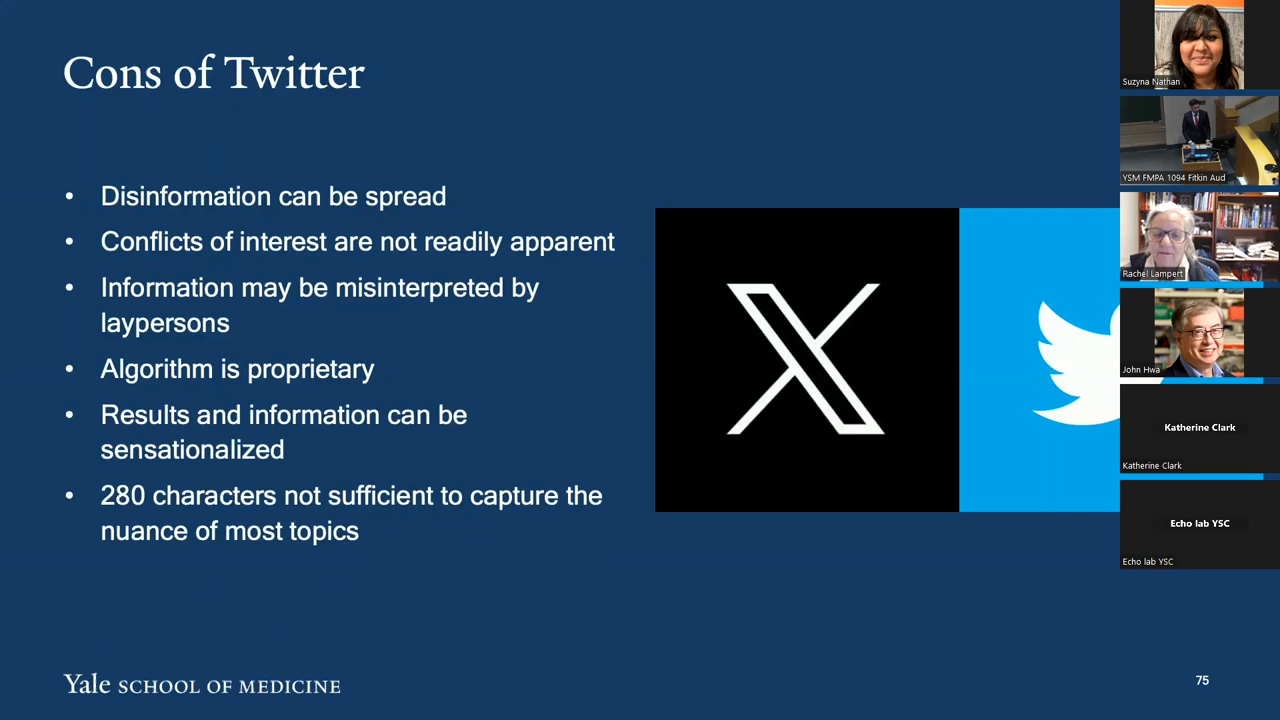 Cons of Twitter
• Disinformation can be spread
• Conflicts of interest are not readily apparent
• Information may be misinterpreted by
laypersons
• Algorithm is proprietary
• Results and information can be
sensationalized
• 280 characters not sufficient to capture the
nuance of most topics
Yale SCHOOL OF MEDICINE
75
Suzyna Nathan
YSM FMPA 1094 Fitkin Aud
Rachel Lampert
John Hwa
Katherine Clark
Katherine Clark
Echo lab YSC
Echo lab YSC